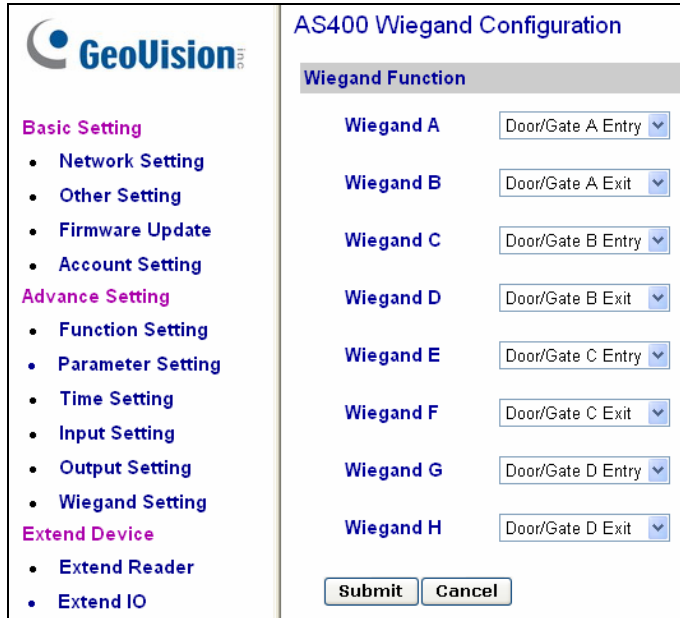 GeoVision inc
Basic Setting
Network Setting
Other Setting
Firmware Update
Account Setting
Advance Setting
Function Setting
Parameter Setting
Time Setting
Input Setting
Output Setting
Wiegand Setting
Extend Device
Extend Reader
Extend IO
AS400 Wiegand Configuration
Wiegand Function
Wiegand A Door/Gate A Entry
Wiegand B Door/Gate A Exit
Wiegand C Door/Gate B Entry
Wiegand D Door/Gate B Exit
Wiegand E Door/Gate C Entry
Wiegand F Door/Gate C Exit
Wiegand G Door/Gate D Entry
Wiegand H Door/Gate D Exit
Submit Cancel